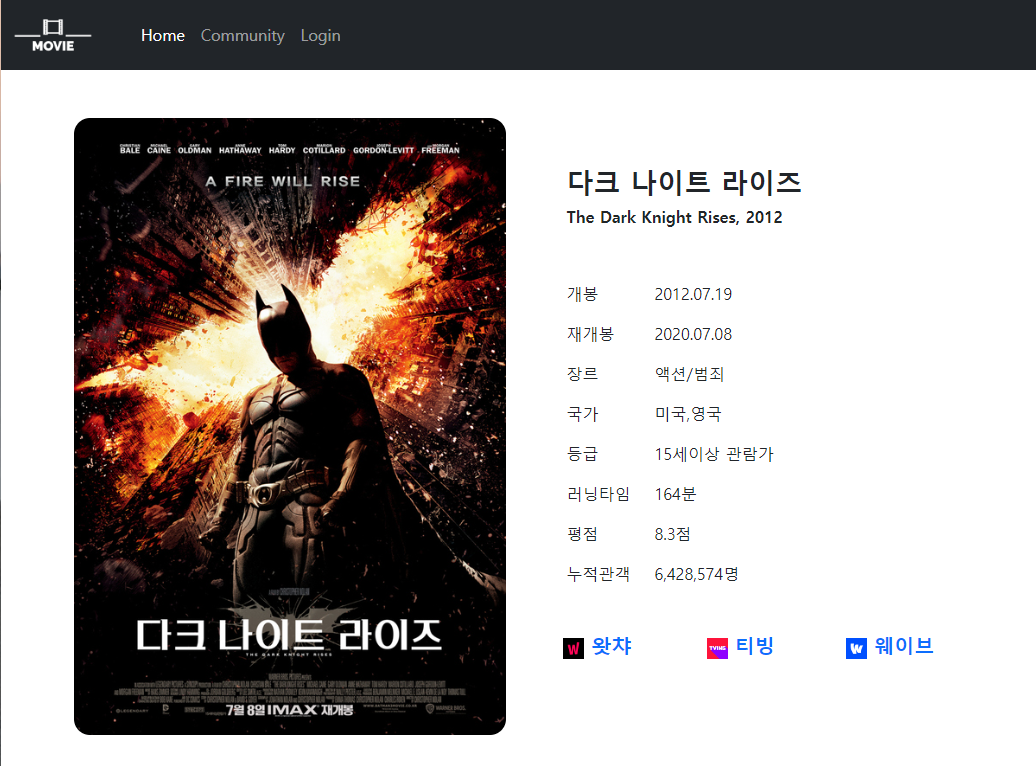 MOVIE
Home Community Login
CHRISTIAN BALE MICHAEL CAINE GARY OLDMAN ANNE HATHAWAY TOM HARDY MARION COTILLARD JOSEPH GORDON-LEVITT MORGAN FREEMAN
A FIRE WILL RISE
다크 나이트 라이즈
THE DARK KNIGHT RISES
7월 8일 IMAX 재개봉
다크 나이트 라이즈
The Dark Knight Rises, 2012
개봉 2012.07.19
재개봉 2020.07.08
장르 액션/범죄
국가 미국,영국
등급 15세이상 관람가
러닝타임 164분
평점 8.3점
누적관객 6,428,574명
W 왓챠 TVING 티빙 W 웨이브